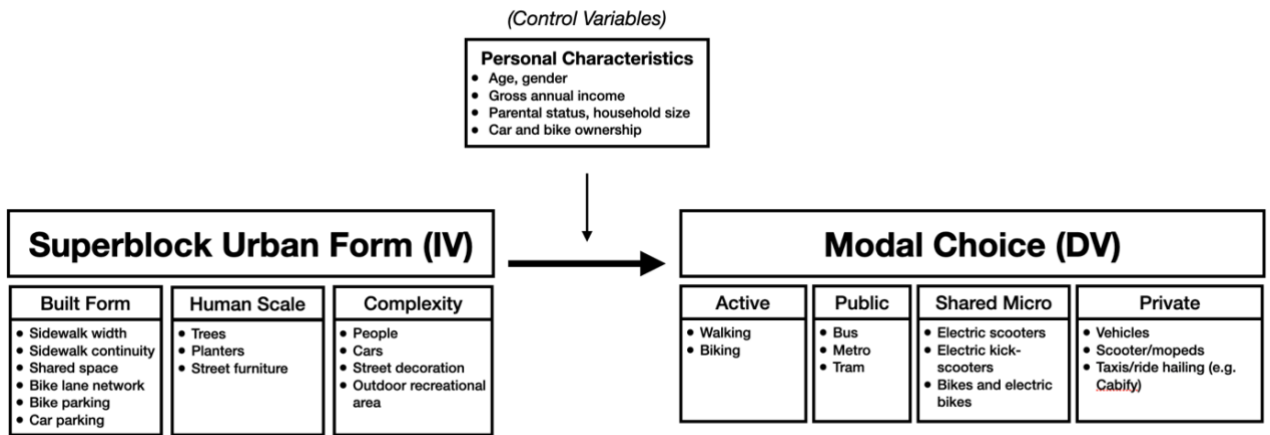 (Control Variables)
Personal Characteristics
• Age, gender
• Gross annual income
• Parental status, household size
• Car and bike ownership
Superblock Urban Form (IV)
Built Form
• Sidewalk width
• Sidewalk continuity
• Shared space
• Bike lane network
• Bike parking
• Car parking
Human Scale
• Trees
• Planters
• Street furniture
Complexity
• People
• Cars
• Street decoration
• Outdoor recreational
area
Modal Choice (DV)
Active
• Walking
• Biking
Public
• Bus
• Metro
• Tram
Shared Micro
• Electric scooters
• Electric kick-
scooters
• Bikes and electric
bikes
Private
• Vehicles
• Scooter/mopeds
• Taxis/ride hailing (e.g.
Cabify)